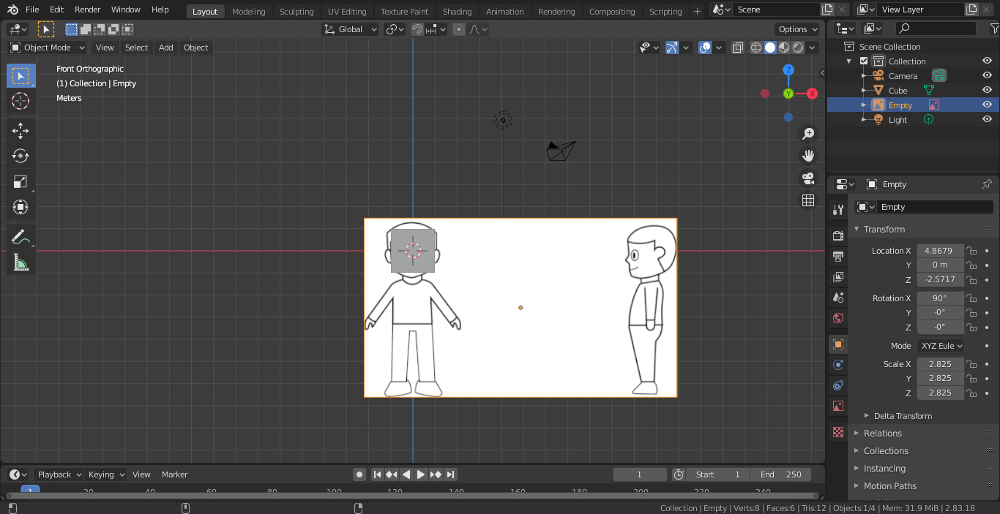 File Edit Render Window Help Layout Modeling Sculpting UV Editing Texture Paint Shading Animation Rendering Compositing Scripting + Scene View Layer
Global Options
Object Mode View Select Add Object
Front Orthographic
(1) Collection | Empty
Meters
Z
Y X
Scene Collection
Collection
Camera
Cube
Empty
Light
Empty
Empty
Transform
Location X 4.8679
Y 0 m
Z -2.5717
Rotation X 90°
Y -0°
Z -0°
Mode XYZ Eule
Scale X 2.825
Y 2.825
Z 2.825
Delta Transform
Relations
Collections
Instancing
Motion Paths
Playback Keying View Marker 1 Start 1 End 250
1 20 40 60 80 100 120 140 160 180 200 220 240
Collection | Empty | Verts:8 | Faces:6 | Tris:12 | Objects:1/4 | Mem: 31.9 MiB | 2.83.18